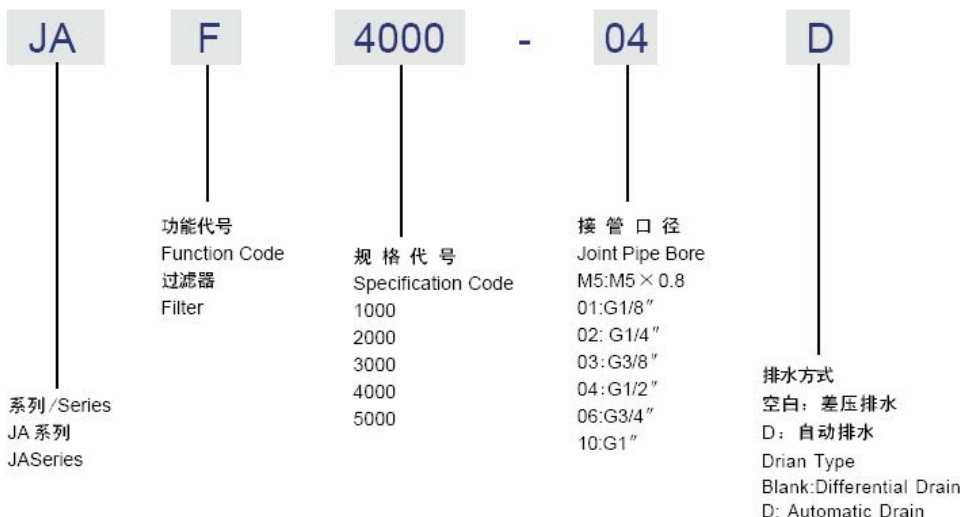 JA F 4000 - 04 D
功能代号
Function Code
过滤器
Filter
规格代号
Specification Code
1000
2000
3000
4000
5000
接管口径
Joint Pipe Bore
M5:M5×0.8
01:G1/8″
02: G1/4″
03:G3/8″
04:G1/2″
06:G3/4″
10:G1″
系列/Series
JA系列
JASeries
排水方式
空白：差压排水
D：自动排水
Drian Type
Blank:Differential Drain
D: Automatic Drain